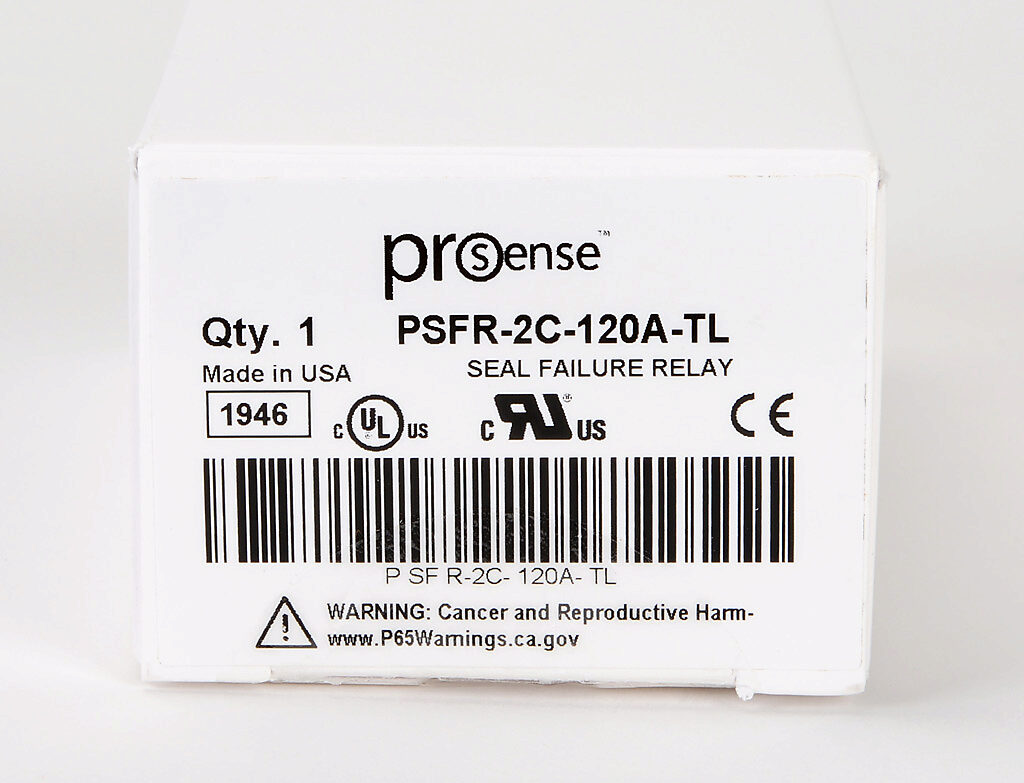 prosense™
Qty. 1 PSFR-2C-120A-TL
Made in USA SEAL FAILURE RELAY
1946 C UL ® US C RU ® US CE
P SF R-2C- 120A- TL
! WARNING: Cancer and Reproductive Harm-
www.P65Warnings.ca.gov